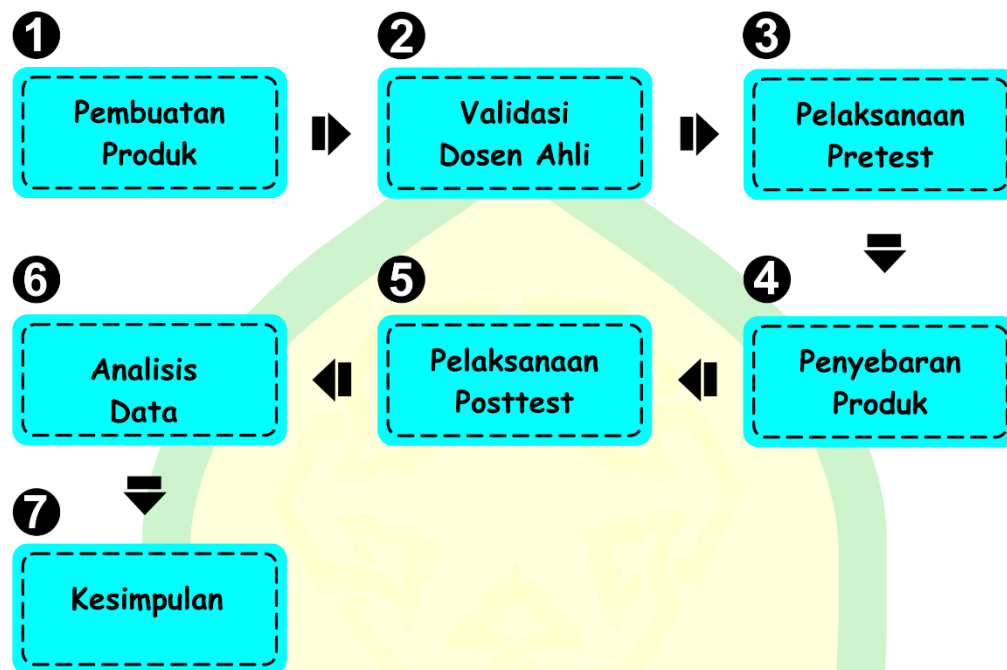 1
Pembuatan
Produk
2
Validasi
Dosen Ahli
3
Pelaksanaan
Pretest
4
Penyebaran
Produk
5
Pelaksanaan
Posttest
6
Analisis
Data
7
Kesimpulan